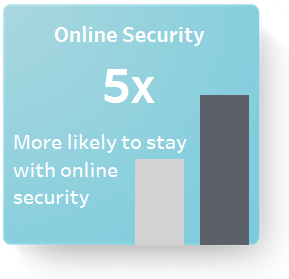 Online Security
5x
More likely to stay
with online
security